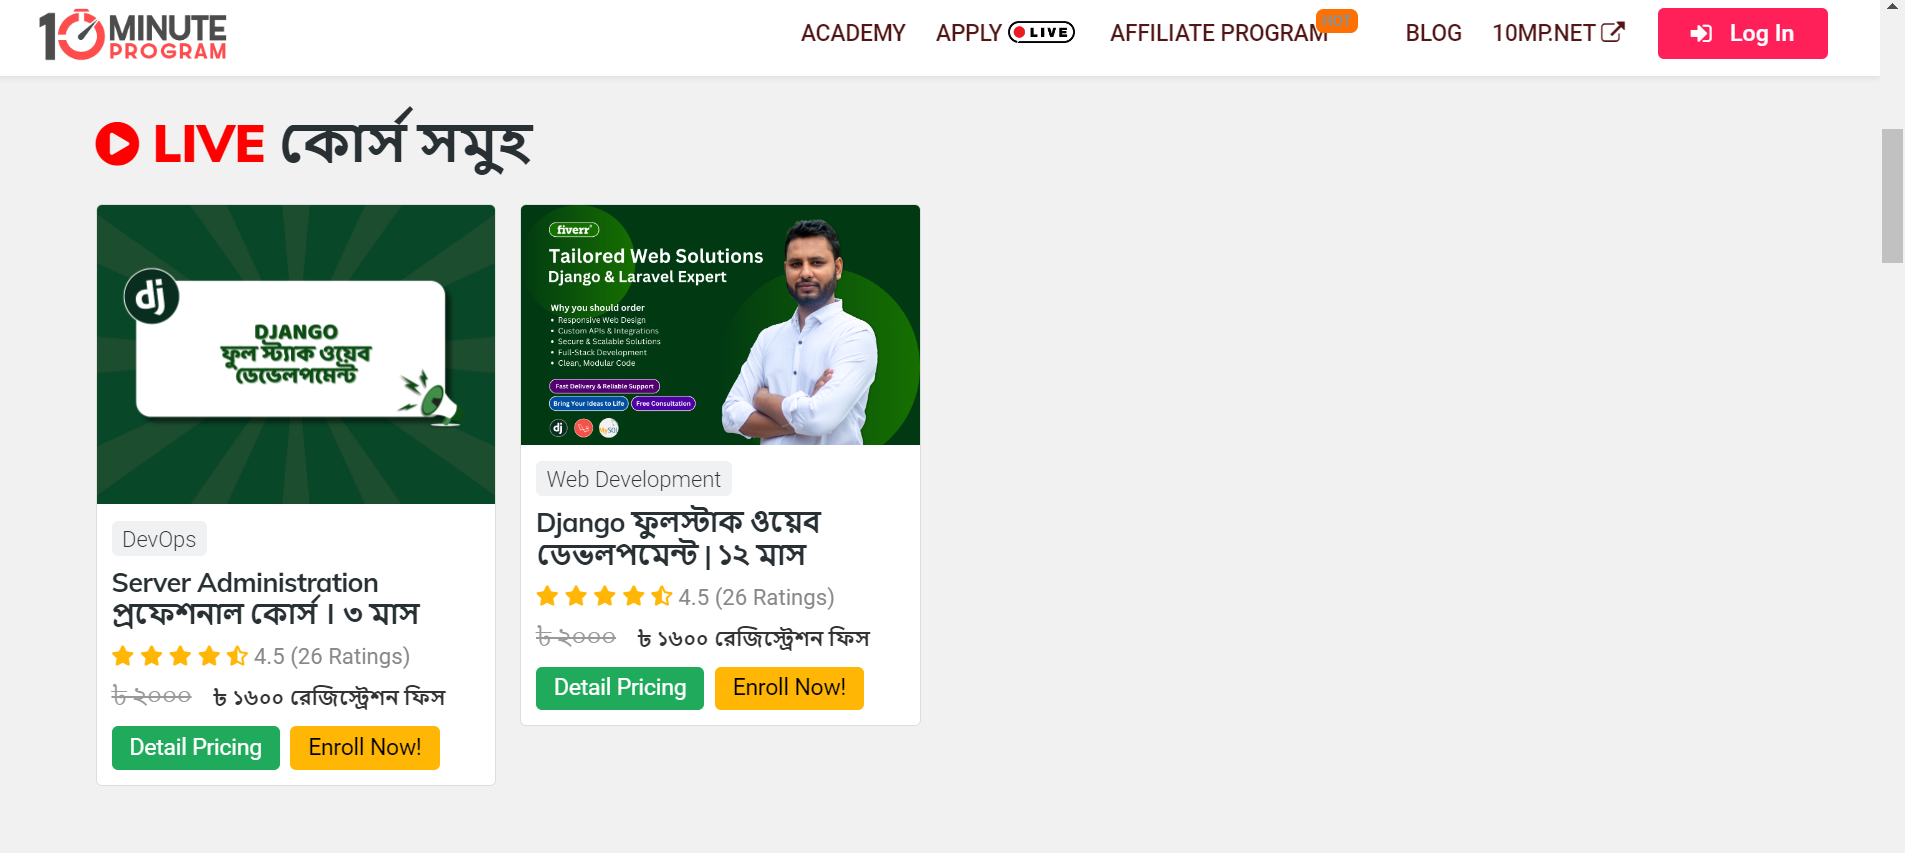 10 MINUTE
PROGRAM
ACADEMY
APPLY LIVE
AFFILIATE PROGRAM HOT
BLOG
10MP.NET
Log In
LIVE কোর্স সমুহ
dj
DJANGO
ফুল স্ট্যাক ওয়েব
ডেভেলপমেন্ট
DevOps
Server Administration
প্রফেশনাল কোর্স । ৩ মাস
4.5 (26 Ratings)
৳ ২০০০ ৳ ১৬০০ রেজিস্ট্রেশন ফিস
Detail Pricing
Enroll Now!
fiverr
Tailored Web Solutions
Django & Laravel Expert
Why you should order
• Responsive Web Design
• Custom APIs & Integrations
• Secure & Scalable Solutions
• Full-Stack Development
• Clean, Modular Code
Fast Delivery & Reliable Support
Bring Your Ideas to Life
Free Consultation
dj
Web Development
Django ফুলস্টাক ওয়েব
ডেভলপমেন্ট | ১২ মাস
4.5 (26 Ratings)
৳ ২০০০ ৳ ১৬০০ রেজিস্ট্রেশন ফিস
Detail Pricing
Enroll Now!